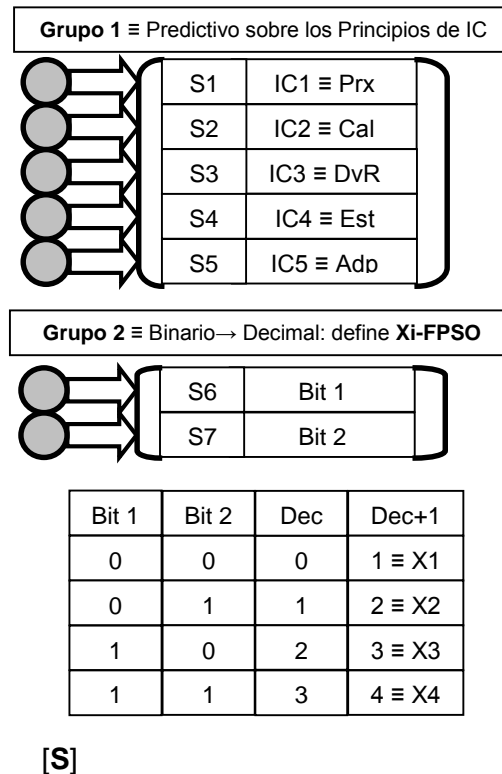 Grupo 1 ≡ Predictivo sobre los Principios de IC
S1 IC1 ≡ Prx
S2 IC2 ≡ Cal
S3 IC3 ≡ DvR
S4 IC4 ≡ Est
S5 IC5 ≡ Adp
Grupo 2 ≡ Binario→ Decimal: define Xi-FPSO
S6 Bit 1
S7 Bit 2
Bit 1 Bit 2 Dec Dec+1
0 0 0 1 ≡ X1
0 1 1 2 ≡ X2
1 0 2 3 ≡ X3
1 1 3 4 ≡ X4
[S]